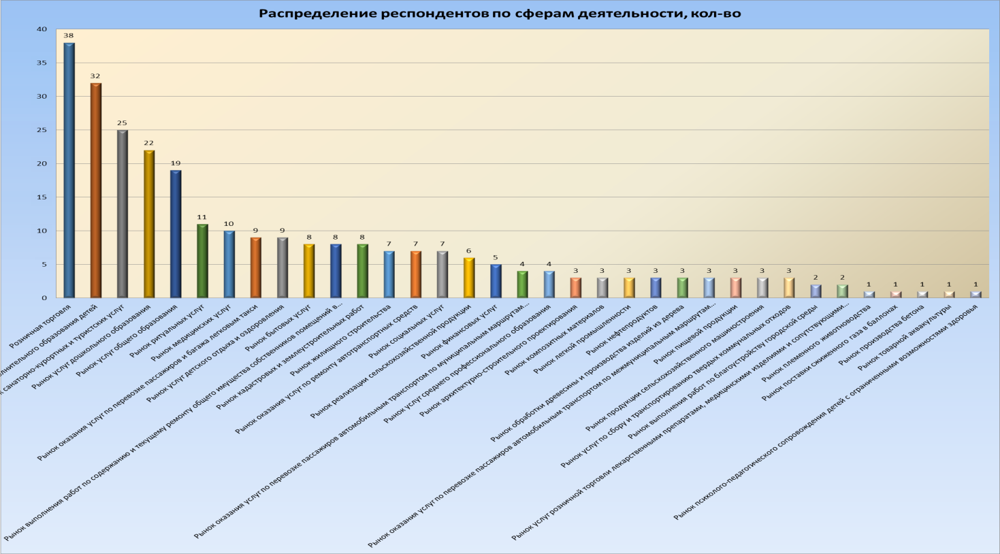 Распределение респондентов по сферам деятельности, кол-во
40
35
30
25
20
15
10
5
0
38
32
25
22
19
11
10
9
9
8
8
8
7
7
7
6
5
4
4
3
3
3
3
3
3
3
3
3
2
2
1
1
1
1
1
Розничная торговля
образования детей
санаторно-курортных и туристских услуг
Рынок услуг дошкольного образования
Рынок услуг общего образования
Рынок ритуальных услуг
Рынок медицинских услуг
Рынок оказания услуг по перевозке пассажиров и багажа легковым такси
Рынок услуг детского отдыха и оздоровления
Рынок бытовых услуг
Рынок выполнения работ по содержанию и текущему ремонту общего имущества собственников помещений в...
Рынок кадастровых и землеустроительных работ
Рынок жилищного строительства
Рынок оказания услуг по ремонту автотранспортных средств
Рынок социальных услуг
Рынок реализации сельскохозяйственной продукции
Рынок финансовых услуг
Рынок оказания услуг по перевозке пассажиров автомобильным транспортом по муниципальным маршрутам...
Рынок услуг среднего профессионального образования
Рынок архитектурно-строительного проектирования
Рынок композитных материалов
Рынок легкой промышленности
Рынок нефтепродуктов
Рынок обработки древесины и производства изделий из дерева
Рынок оказания услуг по перевозке пассажиров автомобильным транспортом по межмуниципальным маршрутам...
Рынок пищевой продукции
Рынок продукции сельскохозяйственного машиностроения
Рынок услуг по сбору и транспортированию твердых коммунальных отходов
Рынок выполнения работ по благоустройству городской среды
Рынок услуг розничной торговли лекарственными препаратами, медицинскими изделиями и сопутствующими...
Рынок племенного животноводства
Рынок поставки сжиженного газа в баллонах
Рынок производства бетона
Рынок товарной аквакультуры
Рынок психолого-педагогического сопровождения детей с ограниченными возможностями здоровья